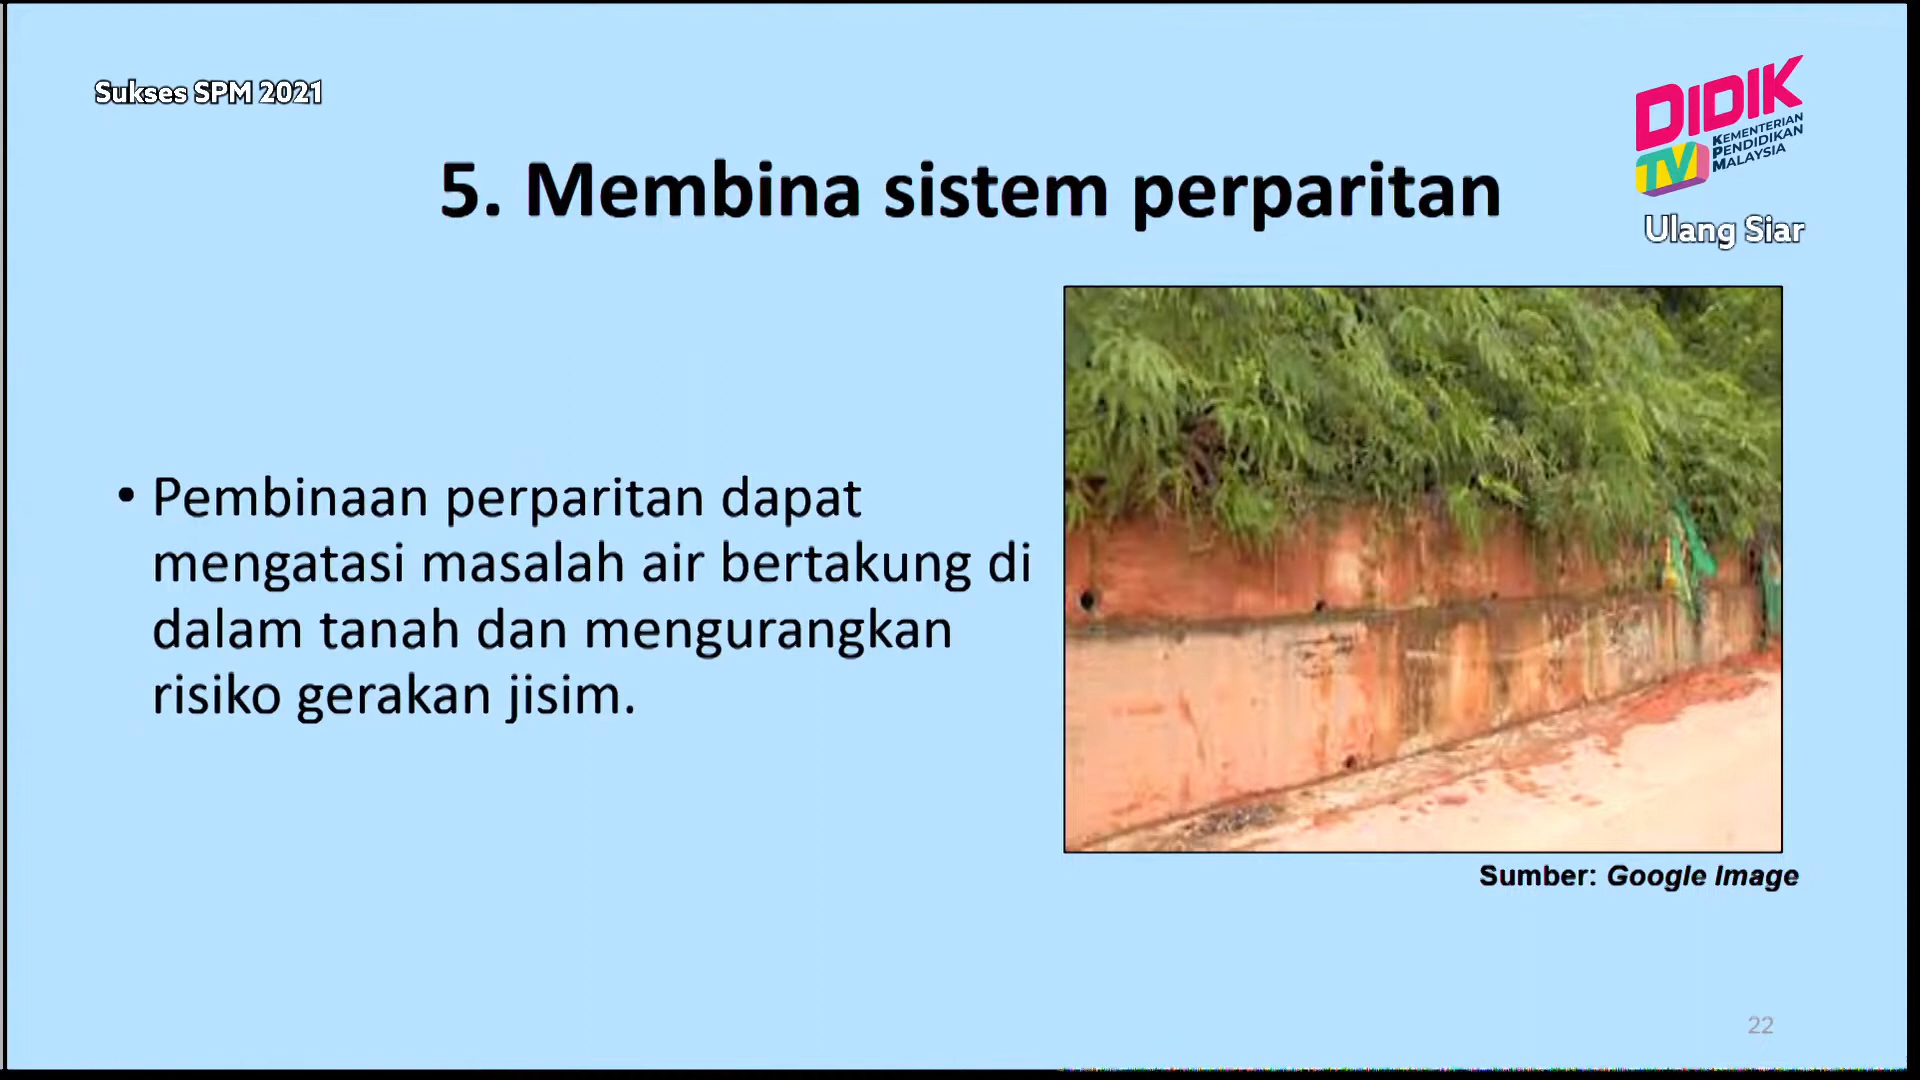 Sukses SPM 2021
DIDIK
TV
KEMENTERIAN
PENDIDIKAN
MALAYSIA
Ulang Siar
5. Membina sistem perparitan
• Pembinaan perparitan dapat
mengatasi masalah air bertakung di
dalam tanah dan mengurangkan
risiko gerakan jisim.
Sumber: Google Image
22